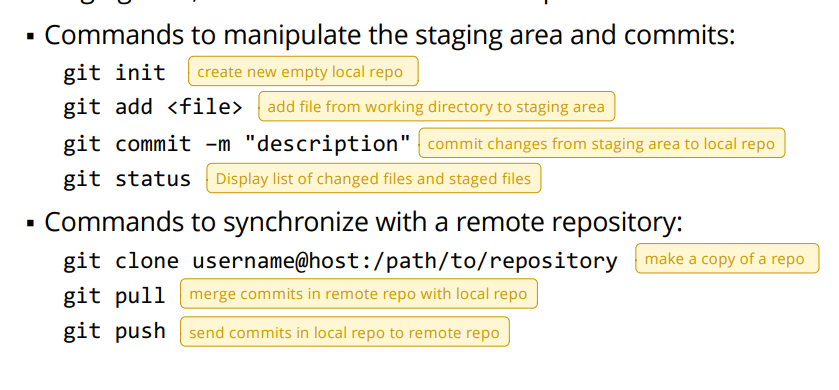 ▪ Commands to manipulate the staging area and commits:
git init create new empty local repo
git add <file> add file from working directory to staging area
git commit –m "description" commit changes from staging area to local repo
git status Display list of changed files and staged files
▪ Commands to synchronize with a remote repository:
git clone username@host:/path/to/repository make a copy of a repo
git pull merge commits in remote repo with local repo
git push send commits in local repo to remote repo